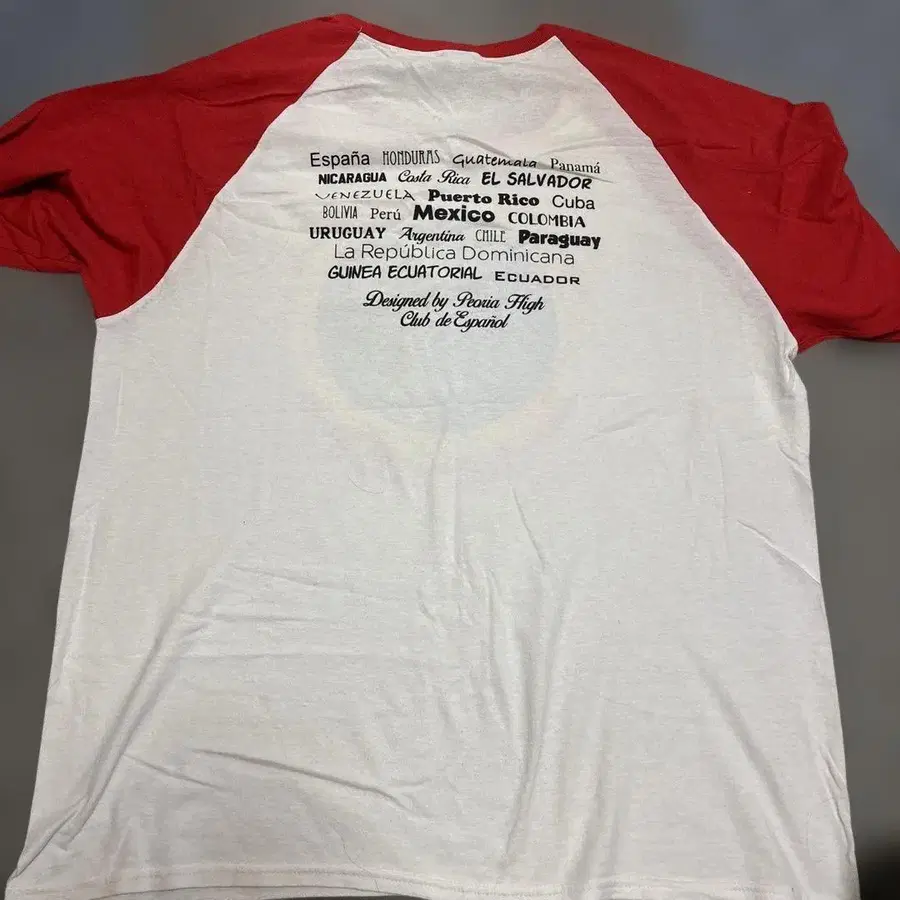 España HONDURAS Guatemala Panamá
NICARAGUA Costa Rica EL SALVADOR
VENEZUELA Puerto Rico Cuba
BOLIVIA Perú Mexico COLOMBIA
URUGUAY Argentina CHILE Paraguay
La República Dominicana
GUINEA ECUATORIAL ECUADOR
Designed by Peoria High
Club de Español